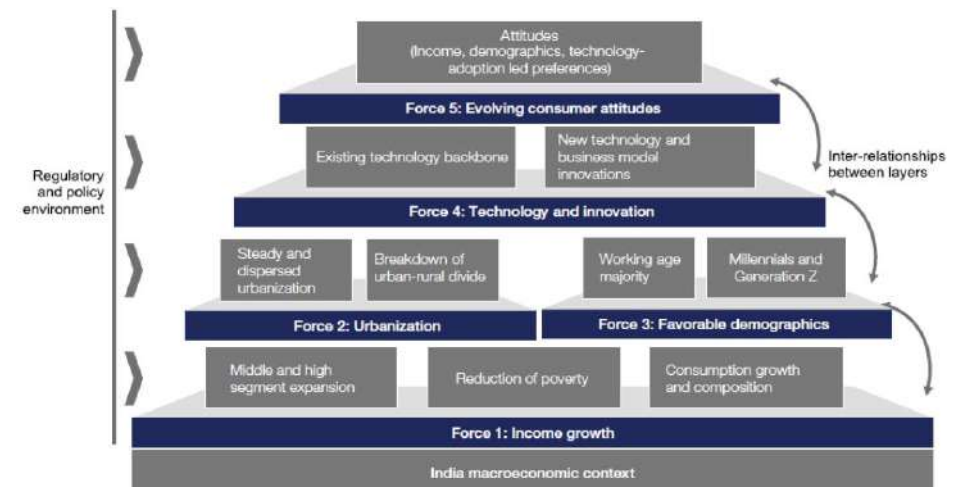 Attitudes
(Income, demographics, technology-
adoption led preferences)
Force 5: Evolving consumer attitudes
Existing technology backbone
New technology and
business model
innovations
Inter-relationships
between layers
Regulatory
and policy
environment
Force 4: Technology and innovation
Steady and
dispersed
urbanization
Breakdown of
urban-rural divide
Working age
majority
Millennials and
Generation Z
Force 2: Urbanization
Force 3: Favorable demographics
Middle and high
segment expansion
Reduction of poverty
Consumption growth
and composition
Force 1: Income growth
India macroeconomic context